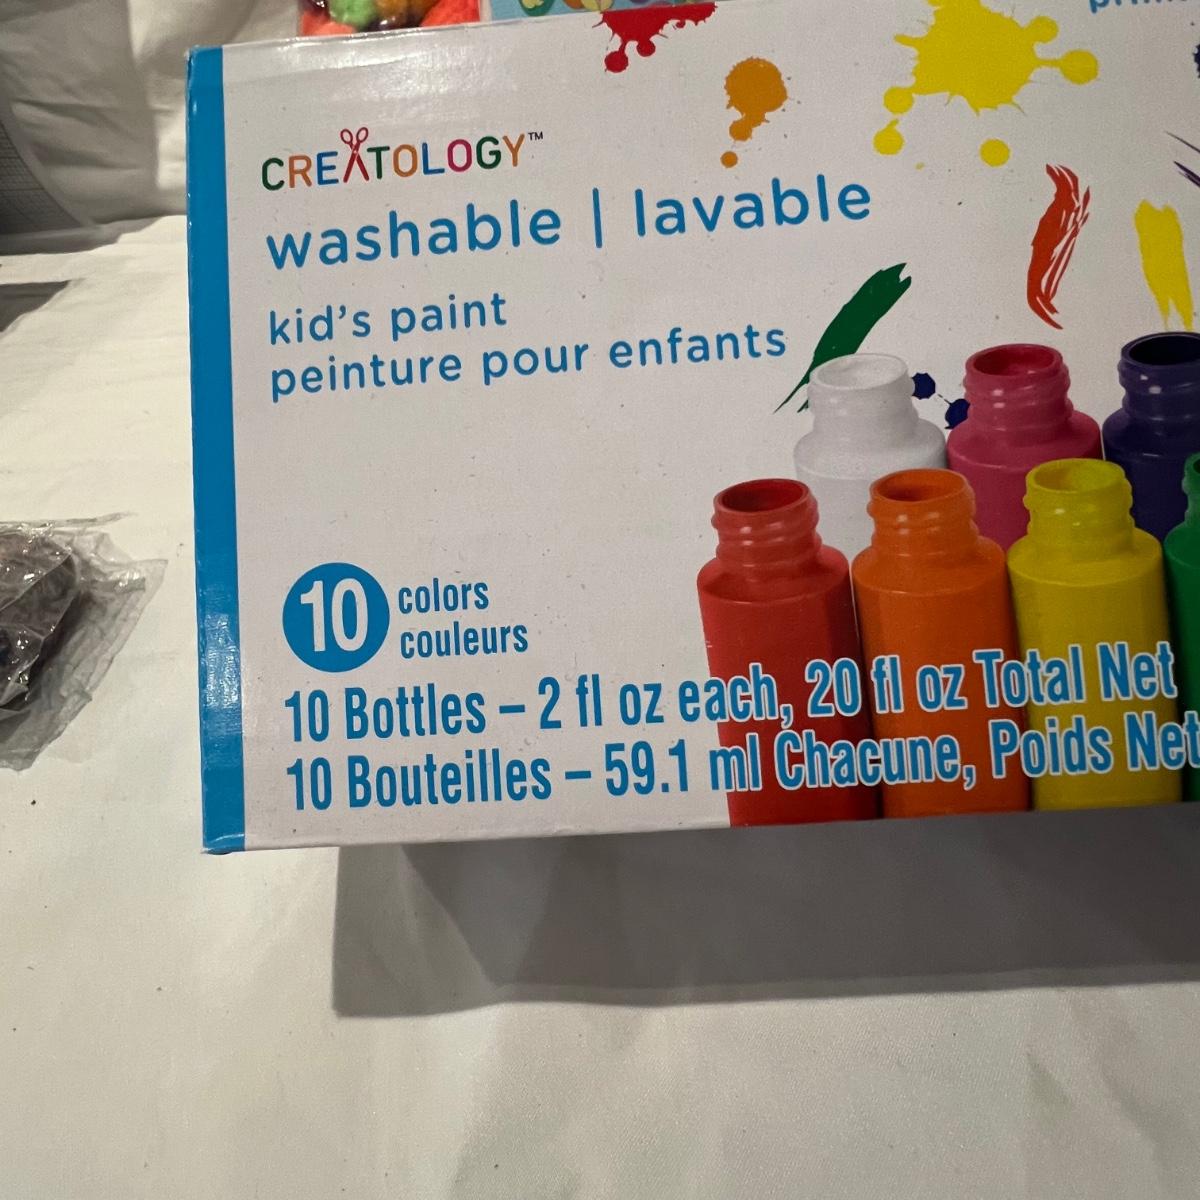 CREATOLOGY™
washable | lavable
kid's paint
peinture pour enfants
10 colors
couleurs
10 Bottles – 2 fl oz each, 20 fl oz Total Net
10 Bouteilles – 59.1 ml Chacune, Poids Net